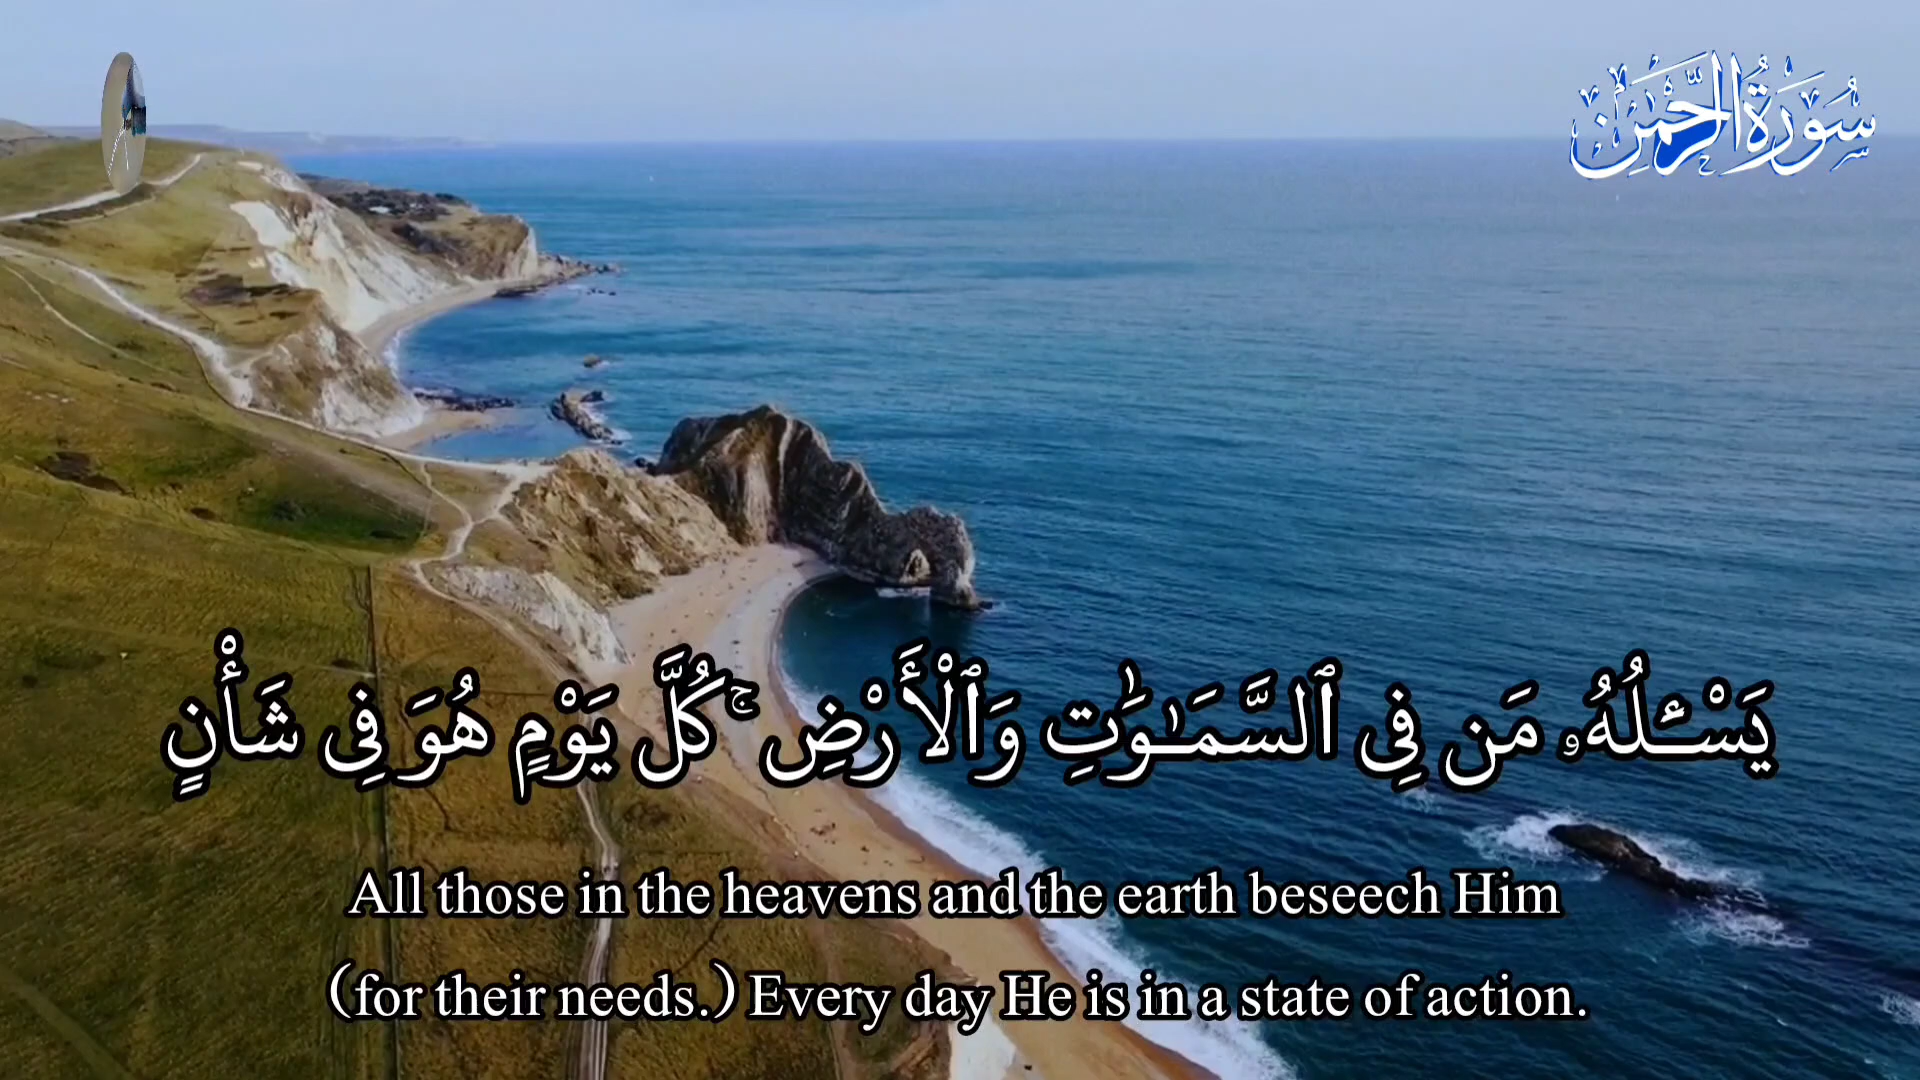 سُورَةُ الرَّحْمٰنِ
يَسْـَٔلُهُۥ مَن فِى ٱلسَّمَـٰوَٰتِ وَٱلْأَرْضِ ۚ كُلَّ يَوْمٍ هُوَ فِى شَأْنٍ
All those in the heavens and the earth beseech Him
(for their needs.) Every day He is in a state of action.